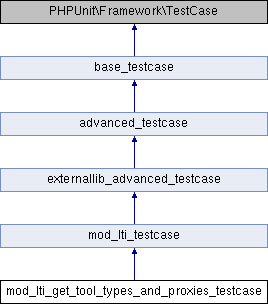 PHPUnit\Framework\TestCase
base_testcase
advanced_testcase
externallib_advanced_testcase
mod_lti_testcase
mod_lti_get_tool_types_and_proxies_testcase